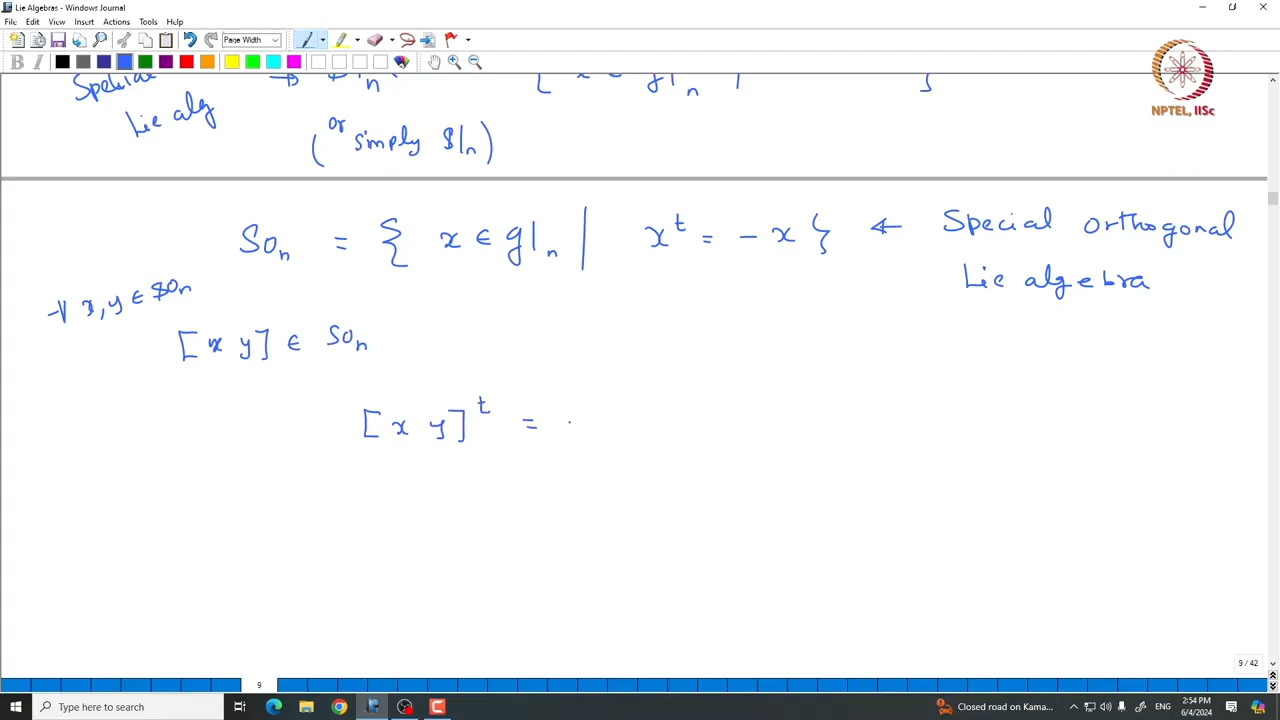 Lie Algebras - Windows Journal
File Edit View Insert Actions Tools Help
Page Width
B I
NPTEL, IISc
Special
Lie alg
(or simply sl_n)
so_n = { x ∈ gl_n | x^t = -x } ← Special Orthogonal
Lie algebra
∀ x, y ∈ so_n
[x y] ∈ so_n
[x y]^t =
9 / 42
9
Type here to search
Closed road on Kama...
ENG
2:54 PM
6/4/2024